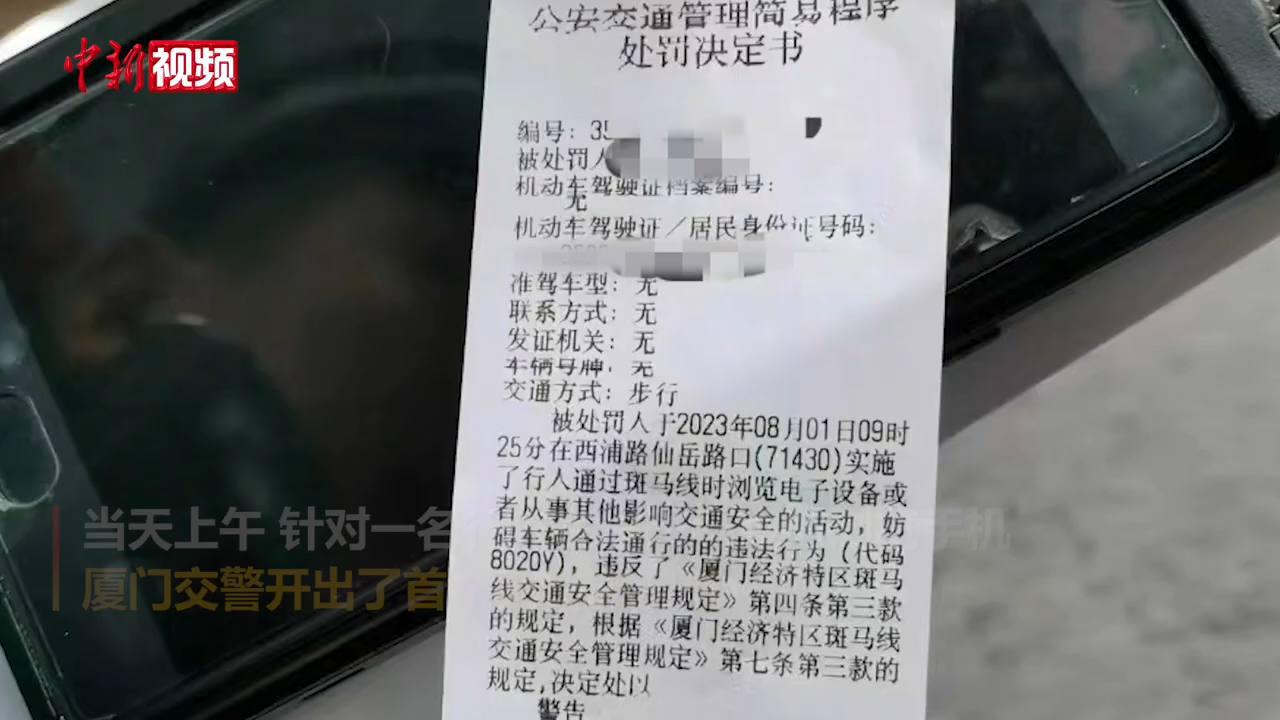 中新视频
公安交通管理简易程序
处罚决定书
编号：35
被处罚人
机动车驾驶证档案编号：
无
机动车驾驶证／居民身份证号码：
准驾车型：无
联系方式：无
发证机关：无
车辆号牌：无
交通方式：步行
被处罚人于2023年08月01日09时
25分在西浦路仙岳路口(71430)实施
了行人通过斑马线时浏览电子设备或
者从事其他影响交通安全的活动，妨
碍车辆合法通行的的违法行为（代码
8020Y），违反了《厦门经济特区斑马
线交通安全管理规定》第四条第三款
的规定，根据《厦门经济特区斑马线
交通安全管理规定》第七条第三款的
规定,决定处以
警告
当天上午 针对一名
手机
厦门交警开出了首